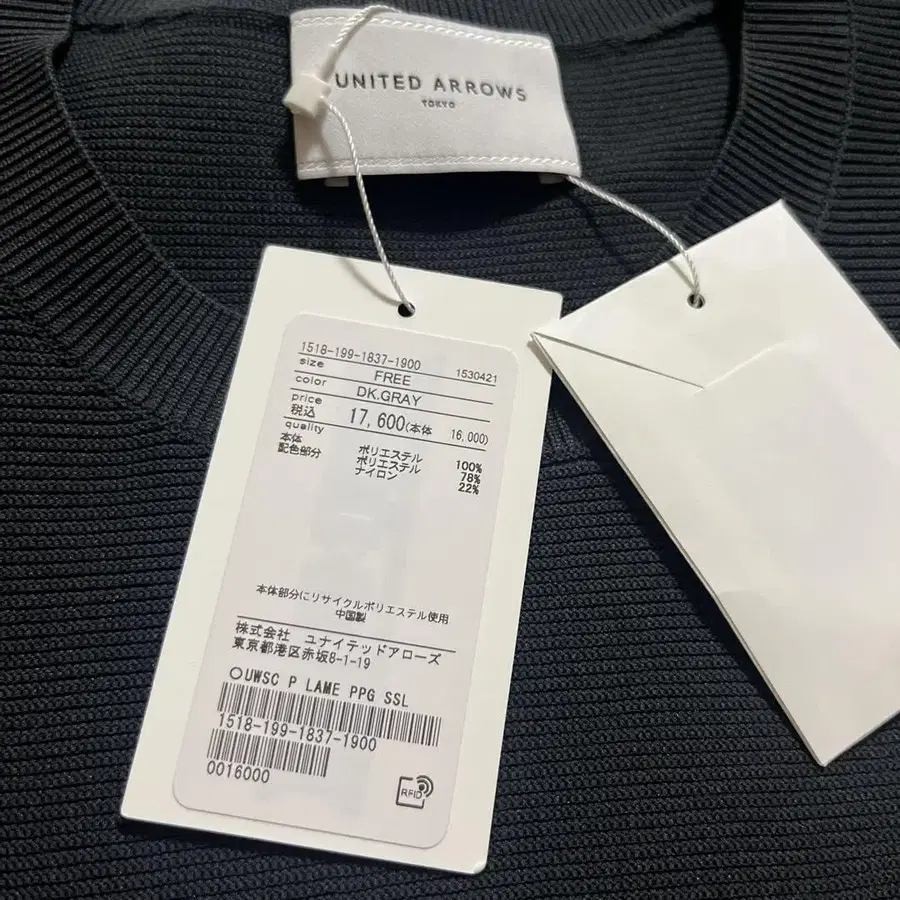 UNITED ARROWS
TOKYO
1518-199-1837-1900
size FREE 1530421
color DK.GRAY
price
税込 17,600(本体 16,000)
quality
本体 ポリエステル 100%
配色部分 ポリエステル 78%
ナイロン 22%
本体部分にリサイクルポリエステル使用
中国製
株式会社 ユナイテッドアローズ
東京都港区赤坂8-1-19
○UWSC P LAME PPG SSL
1518-199-1837-1900
0016000
RFID